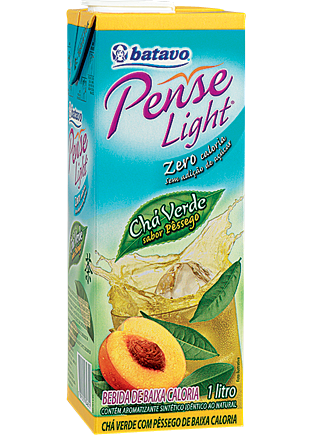 batavo
Pense
Light
zero caloria
sem adição de açúcar
Chá Verde
sabor Pêssego
BEBIDA DE BAIXA CALORIA 1 litro
CONTÉM AROMATIZANTE SINTÉTICO IDÊNTICO AO NATURAL
CHÁ VERDE COM PÊSSEGO DE BAIXA CALORIA